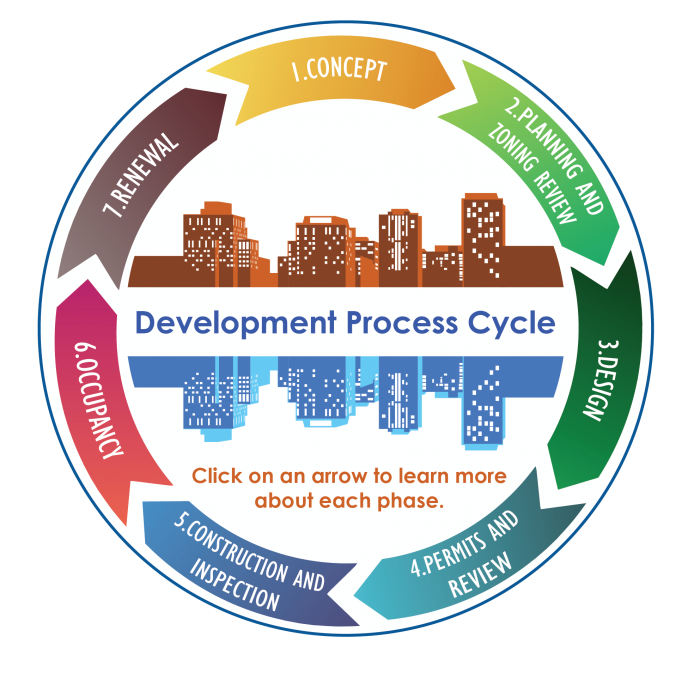 1.CONCEPT
2.PLANNING AND
ZONING REVIEW
3.DESIGN
4.PERMITS AND
REVIEW
5.CONSTRUCTION AND
INSPECTION
6.OCCUPANCY
7.RENEWAL
Development Process Cycle
Click on an arrow to learn more
about each phase.